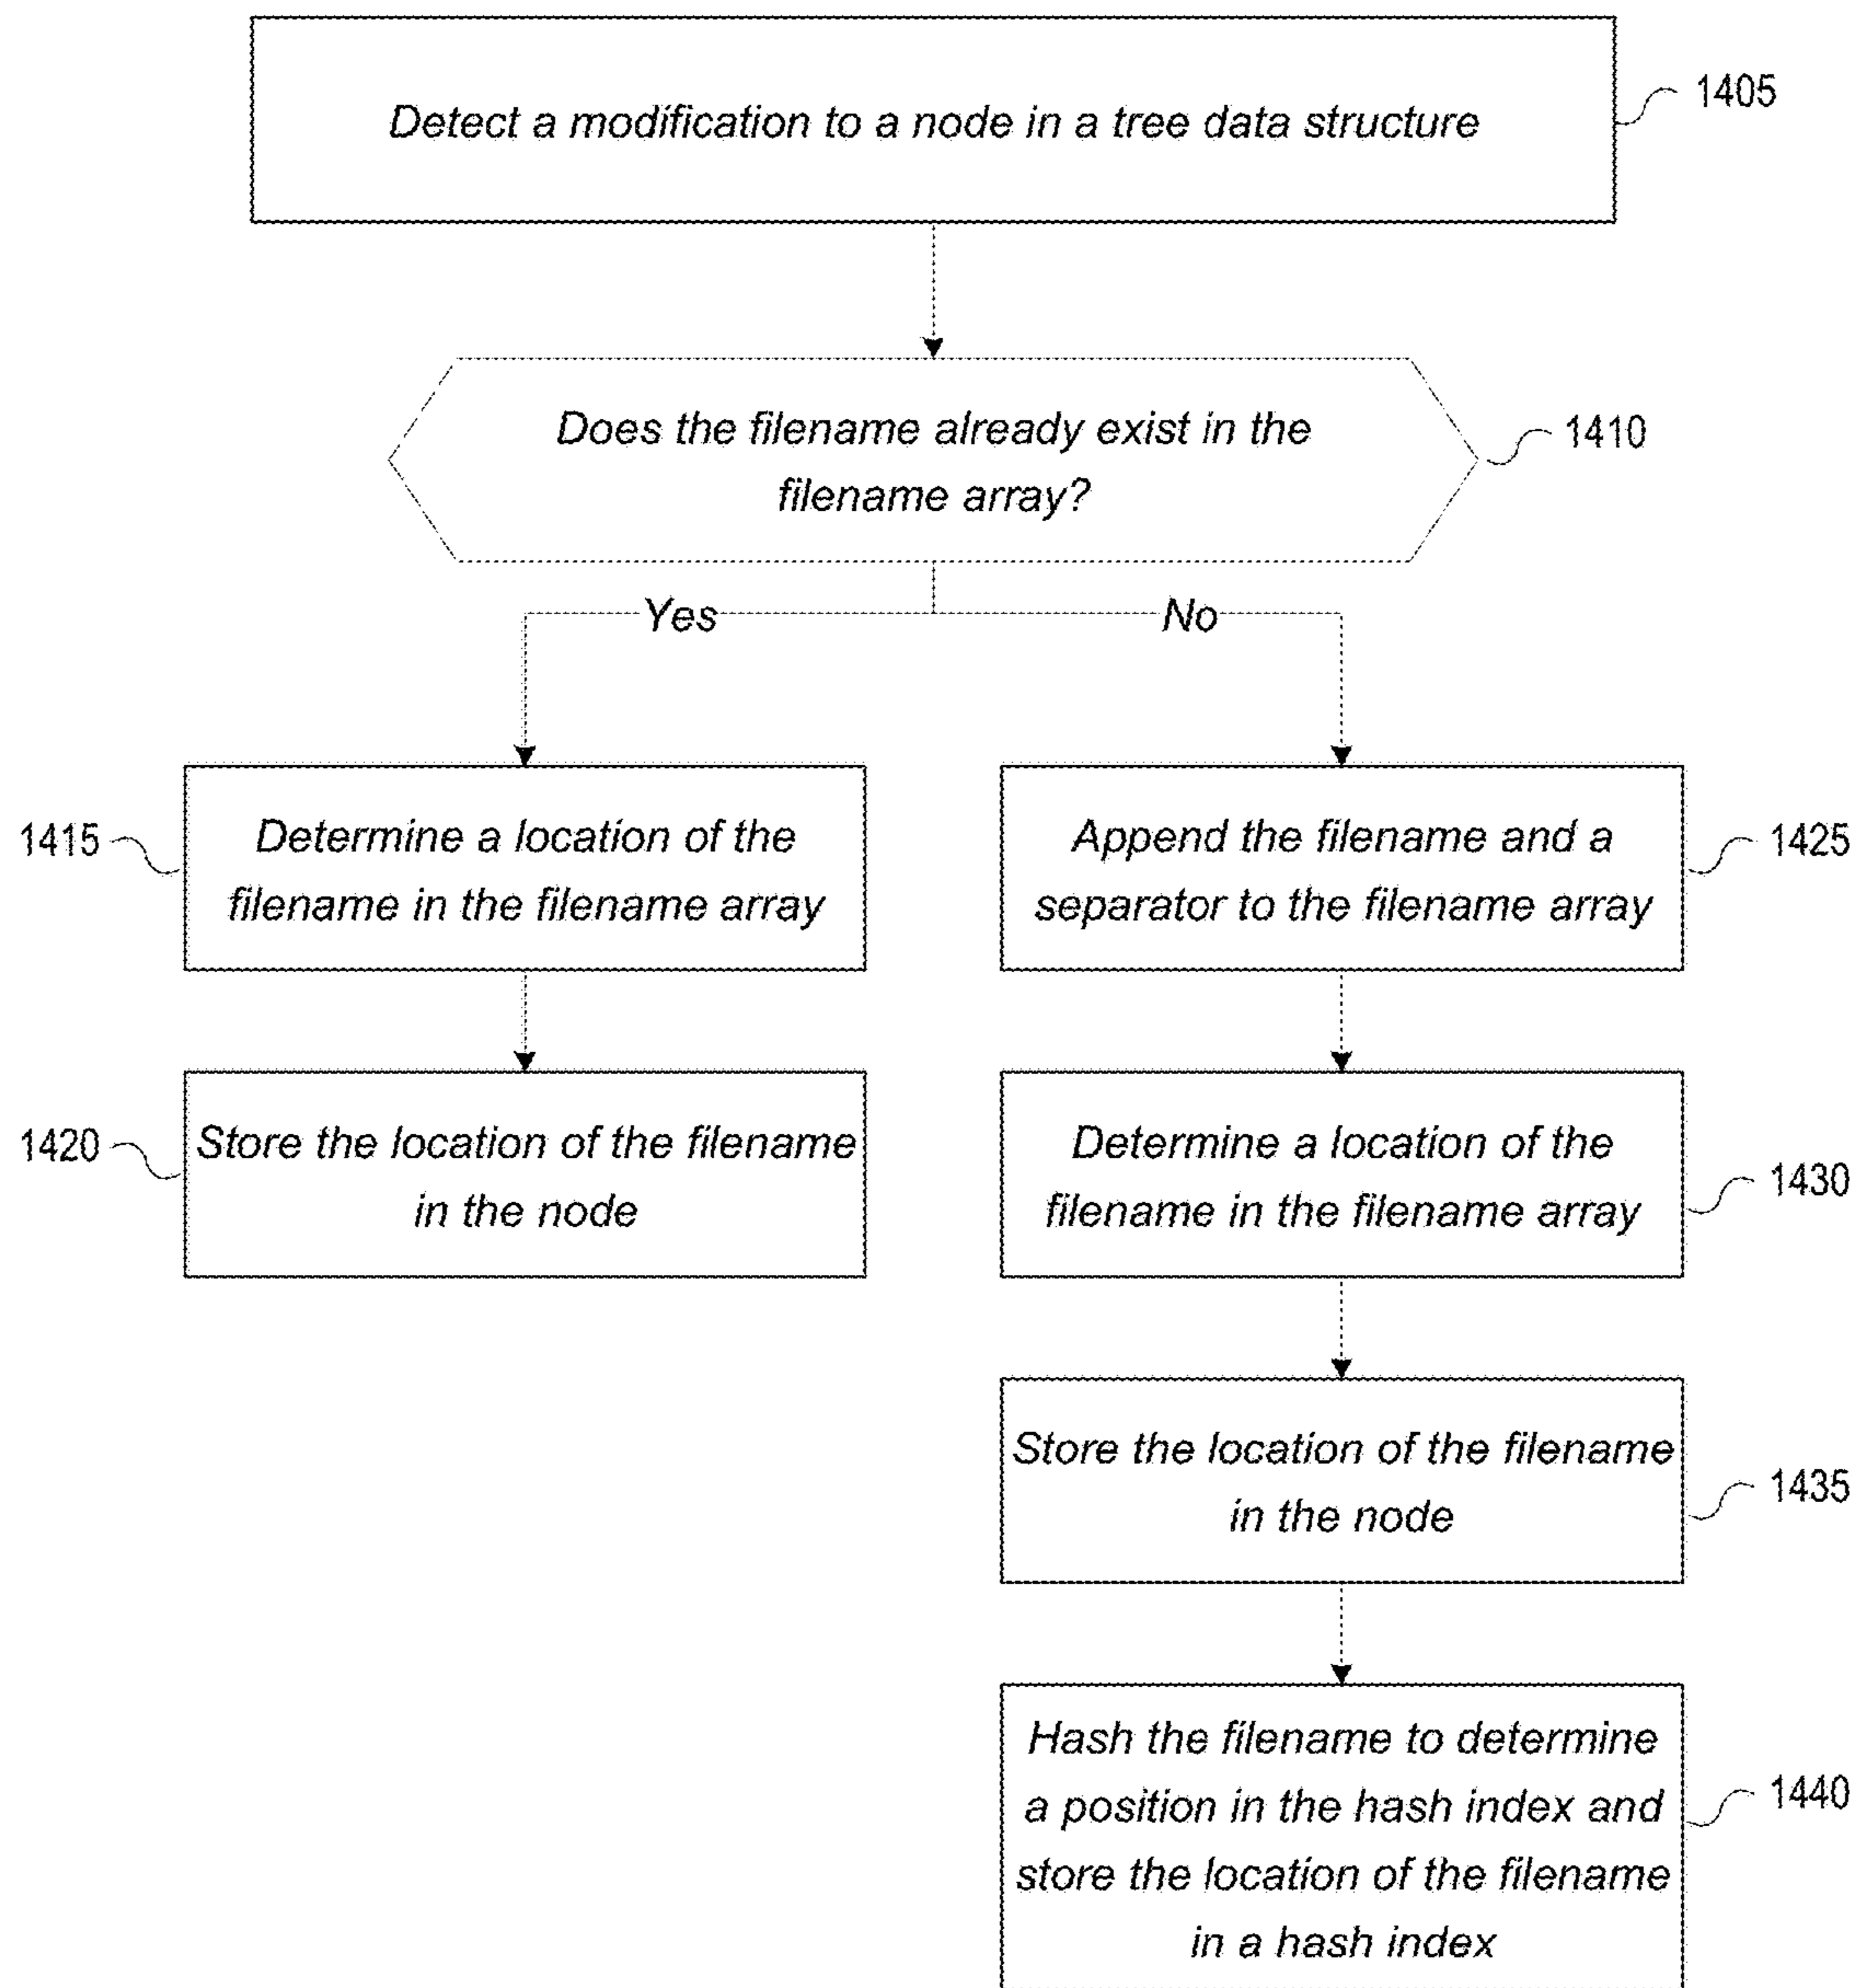 Detect a modification to a node in a tree data structure
1405
Does the filename already exist in the
filename array?
1410
Yes
No
1415
Determine a location of the
filename in the filename array
Append the filename and a
separator to the filename array
1425
1420
Store the location of the filename
in the node
Determine a location of the
filename in the filename array
1430
Store the location of the filename
in the node
1435
Hash the filename to determine
a position in the hash index and
store the location of the filename
in a hash index
1440